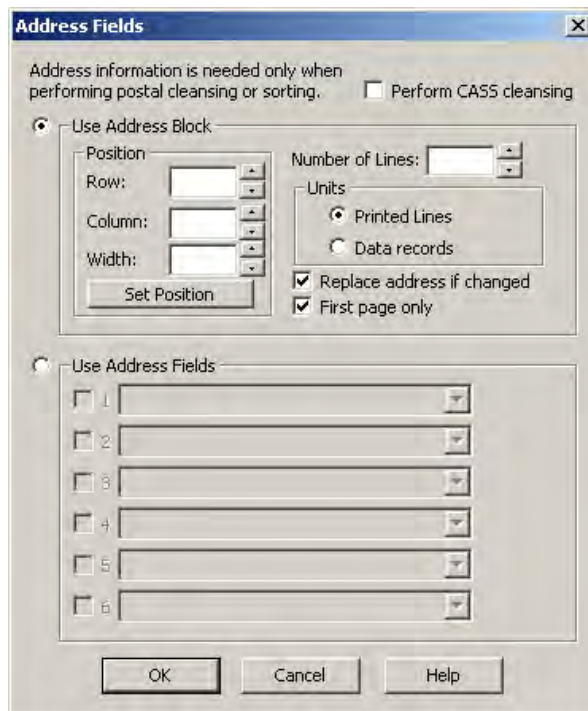 Address Fields
Address information is needed only when
performing postal cleansing or sorting.
Perform CASS cleansing
Use Address Block
Position
Row:
Column:
Width:
Set Position
Number of Lines:
Units
Printed Lines
Data records
Replace address if changed
First page only
Use Address Fields
1
2
3
4
5
6
OK
Cancel
Help